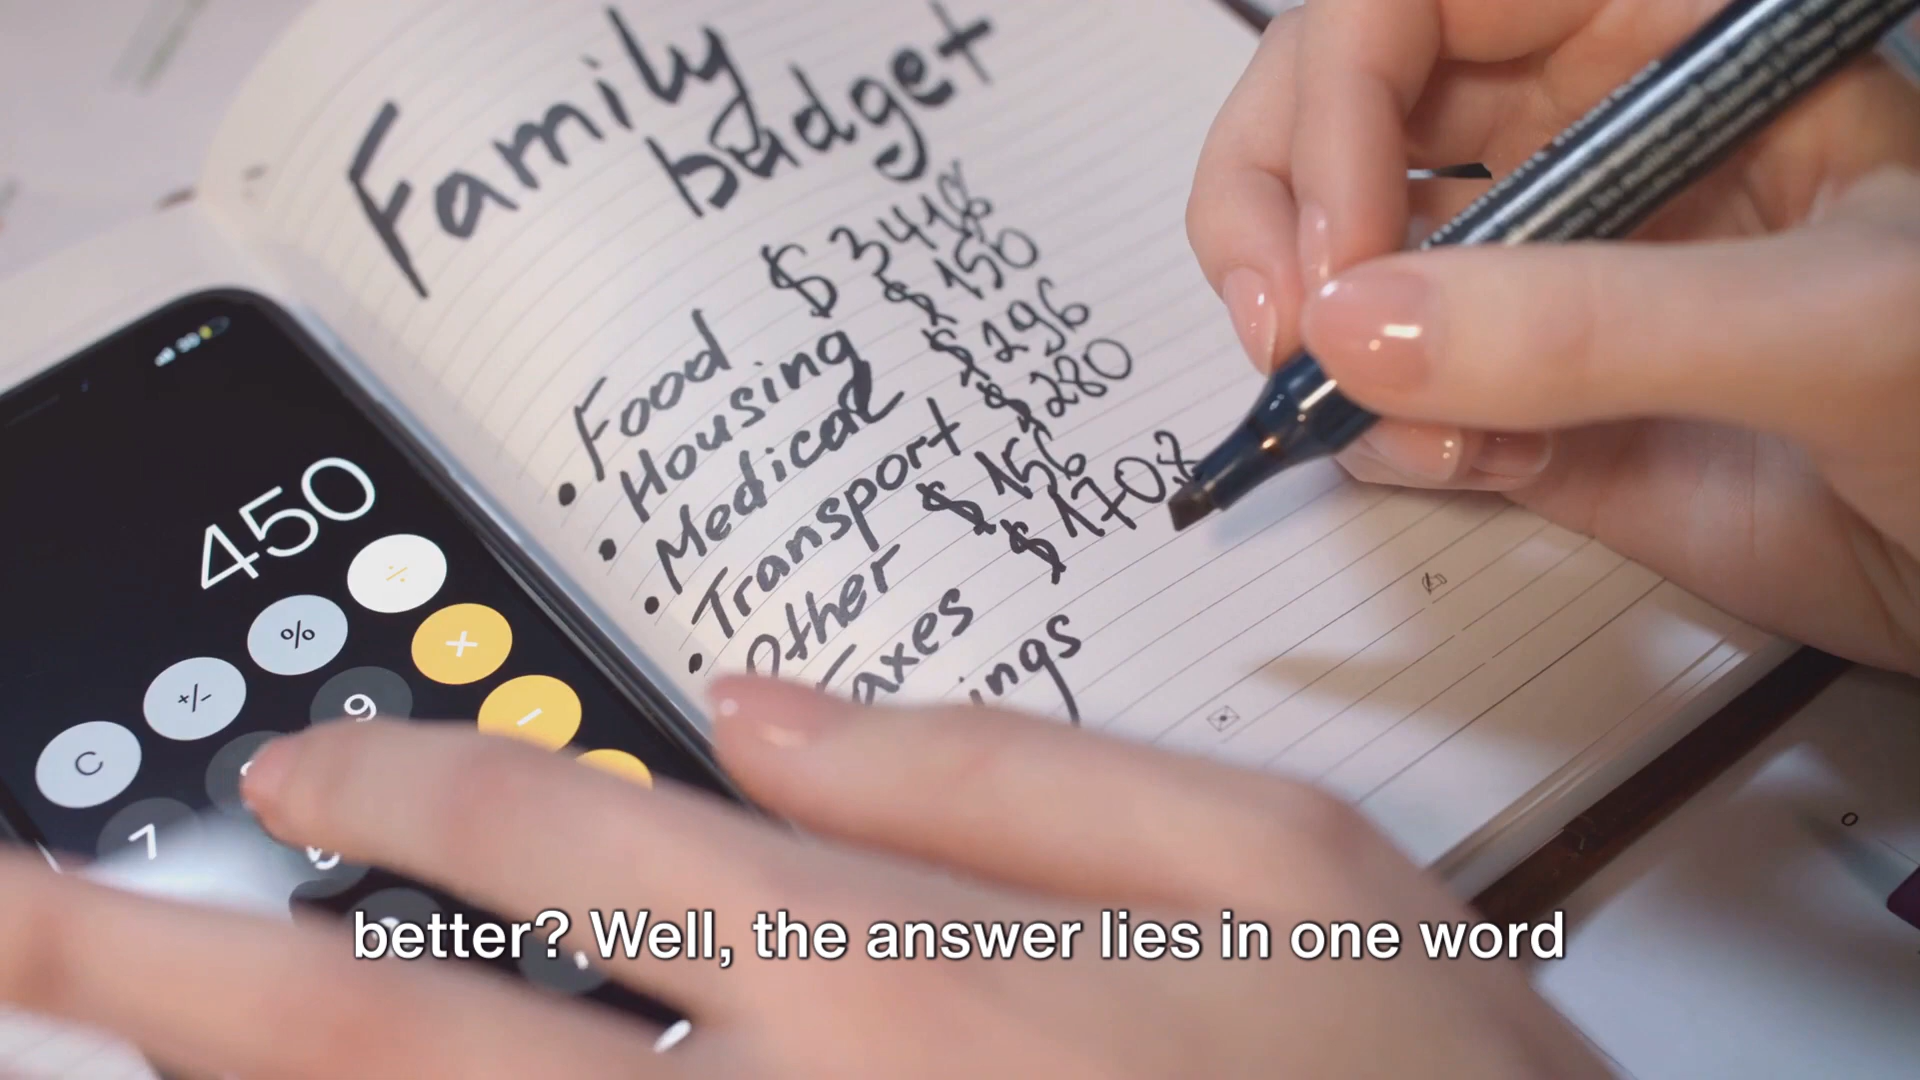 Family
budget
Food $ 3418
Housing $ 150
Medical $ 296
Transport $ 280
Other $ 156
Taxes $ 1708
ings
450
÷
%
+/-
C
×
9
−
7
better? Well, the answer lies in one word